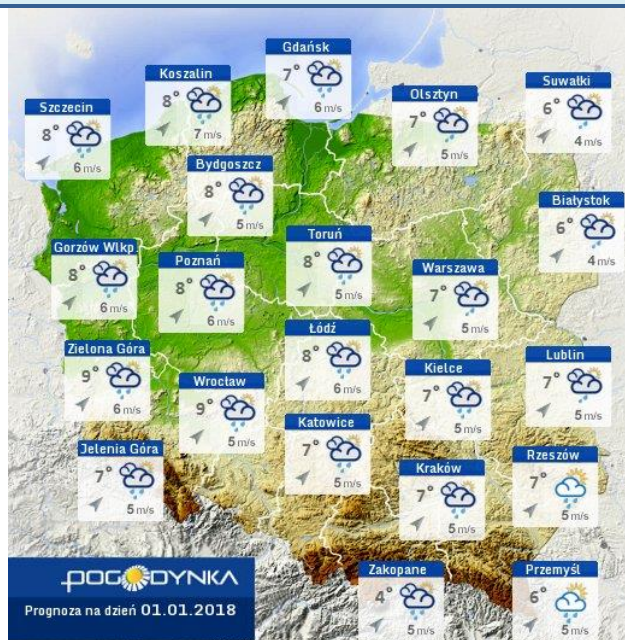 Gdańsk
7°
6 m/s
Koszalin
8°
7 m/s
Suwałki
6°
4 m/s
Olsztyn
7°
5 m/s
Szczecin
8°
6 m/s
Bydgoszcz
8°
5 m/s
Białystok
6°
4 m/s
Toruń
8°
5 m/s
Gorzów Wlkp
8°
6 m/s
Poznań
8°
6 m/s
Warszawa
7°
5 m/s
Łódź
8°
6 m/s
Zielona Góra
9°
6 m/s
Lublin
7°
5 m/s
Kielce
7°
5 m/s
Wrocław
9°
5 m/s
Katowice
7°
5 m/s
Jelenia Góra
7°
5 m/s
Rzeszów
7°
5 m/s
Kraków
7°
5 m/s
Zakopane
4°
5 m/s
Przemyśl
6°
5 m/s
POGODYNKA
Prognoza na dzień 01.01.2018